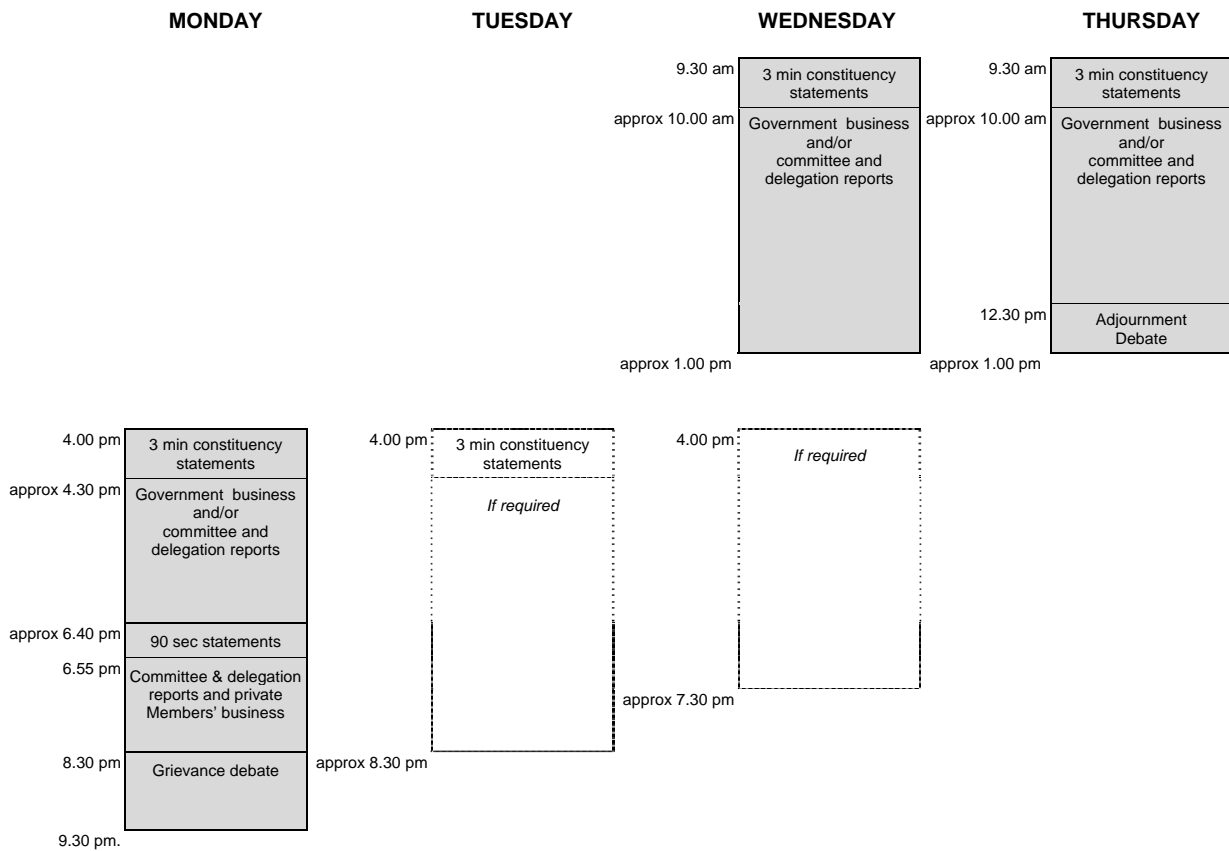 MONDAY
TUESDAY
WEDNESDAY
THURSDAY
9.30 am
3 min constituency
statements
approx 10.00 am
Government business
and/or
committee and
delegation reports
approx 1.00 pm
9.30 am
3 min constituency
statements
approx 10.00 am
Government business
and/or
committee and
delegation reports
12.30 pm
Adjournment
Debate
approx 1.00 pm
4.00 pm
3 min constituency
statements
approx 4.30 pm
Government business
and/or
committee and
delegation reports
approx 6.40 pm
90 sec statements
6.55 pm
Committee & delegation
reports and private
Members’ business
8.30 pm
Grievance debate
9.30 pm.
4.00 pm
3 min constituency
statements
If required
approx 8.30 pm
4.00 pm
If required
approx 7.30 pm